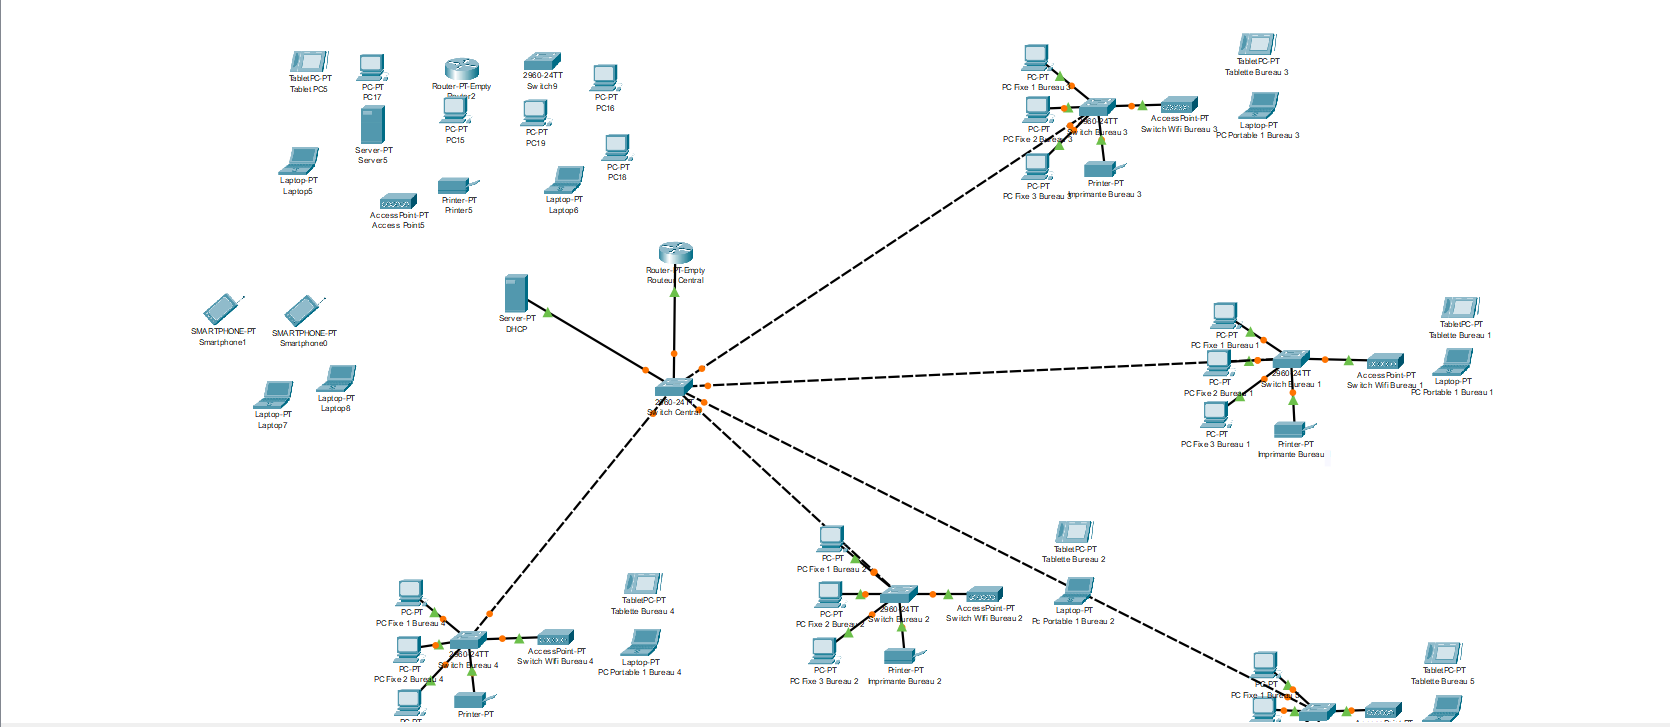 TabletPC-PT
Tablet PC5
PC-PT
PC17
Router-PT-Empty
Router2
2960-24TT
Switch9
PC-PT
PC16
PC-PT
PC15
PC-PT
PC19
Server-PT
Server5
PC-PT
PC18
Laptop-PT
Laptop5
Laptop-PT
Laptop6
Printer-PT
Printer5
AccessPoint-PT
Access Point5
PC-PT
PC Fixe 1 Bureau 3
TabletPC-PT
Tablette Bureau 3
PC-PT
PC Fixe 2 Bureau 3
2960-24TT
Switch Bureau 3
AccessPoint-PT
Switch Wifi Bureau 3
Laptop-PT
PC Portable 1 Bureau 3
PC-PT
PC Fixe 3 Bureau 3
Printer-PT
Imprimante Bureau 3
Router-PT-Empty
Routeur Central
Server-PT
DHCP
SMARTPHONE-PT
Smartphone1
SMARTPHONE-PT
Smartphone0
Laptop-PT
Laptop7
Laptop-PT
Laptop8
2960-24TT
Switch Central
PC-PT
PC Fixe 1 Bureau 1
TabletPC-PT
Tablette Bureau 1
PC-PT
PC Fixe 2 Bureau 1
2960-24TT
Switch Bureau 1
AccessPoint-PT
Switch Wifi Bureau 1
Laptop-PT
PC Portable 1 Bureau 1
PC-PT
PC Fixe 3 Bureau 1
Printer-PT
Imprimante Bureau
PC-PT
PC Fixe 1 Bureau 2
TabletPC-PT
Tablette Bureau 2
PC-PT
PC Fixe 2 Bureau 2
2960-24TT
Switch Bureau 2
AccessPoint-PT
Switch Wifi Bureau 2
Laptop-PT
Pc Portable 1 Bureau 2
PC-PT
PC Fixe 3 Bureau 2
Printer-PT
Imprimante Bureau 2
PC-PT
PC Fixe 1 Bureau 4
TabletPC-PT
Tablette Bureau 4
PC-PT
PC Fixe 2 Bureau 4
2960-24TT
Switch Bureau 4
AccessPoint-PT
Switch Wifi Bureau 4
Laptop-PT
PC Portable 1 Bureau 4
PC-PT
Printer-PT
PC-PT
PC Fixe 1 Bureau 5
TabletPC-PT
Tablette Bureau 5